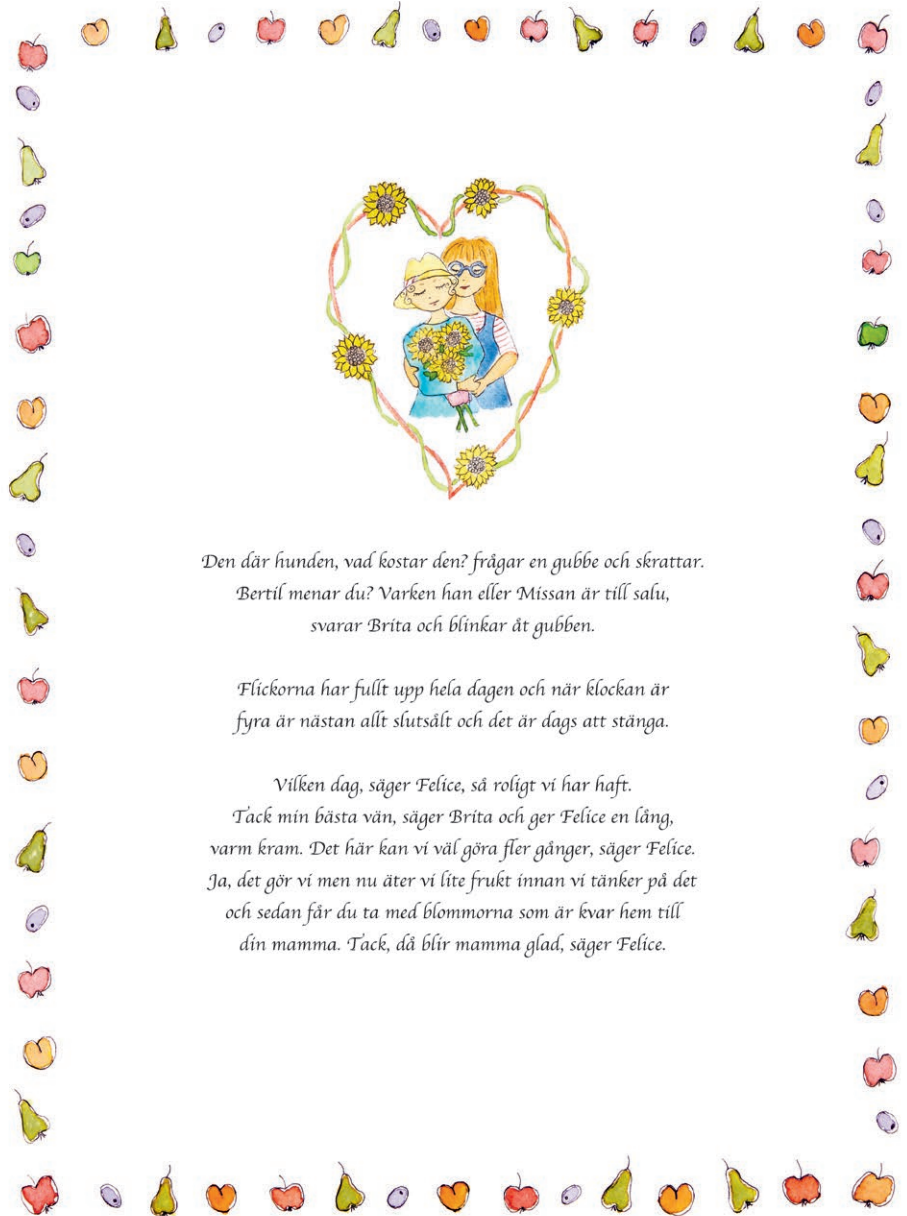 Den där hunden, vad kostar den? frågar en gubbe och skrattar.
Bertil menar du? Varken han eller Missan är till salu,
svarar Brita och blinkar åt gubben.
Flickorna har fullt upp hela dagen och när klockan är
fyra är nästan allt slutsålt och det är dags att stänga.
Vilken dag, säger Felice, så roligt vi har haft.
Tack min bästa vän, säger Brita och ger Felice en lång,
varm kram. Det här kan vi väl göra fler gånger, säger Felice.
Ja, det gör vi men nu äter vi lite frukt innan vi tänker på det
och sedan får du ta med blommorna som är kvar hem till
din mamma. Tack, då blir mamma glad, säger Felice.